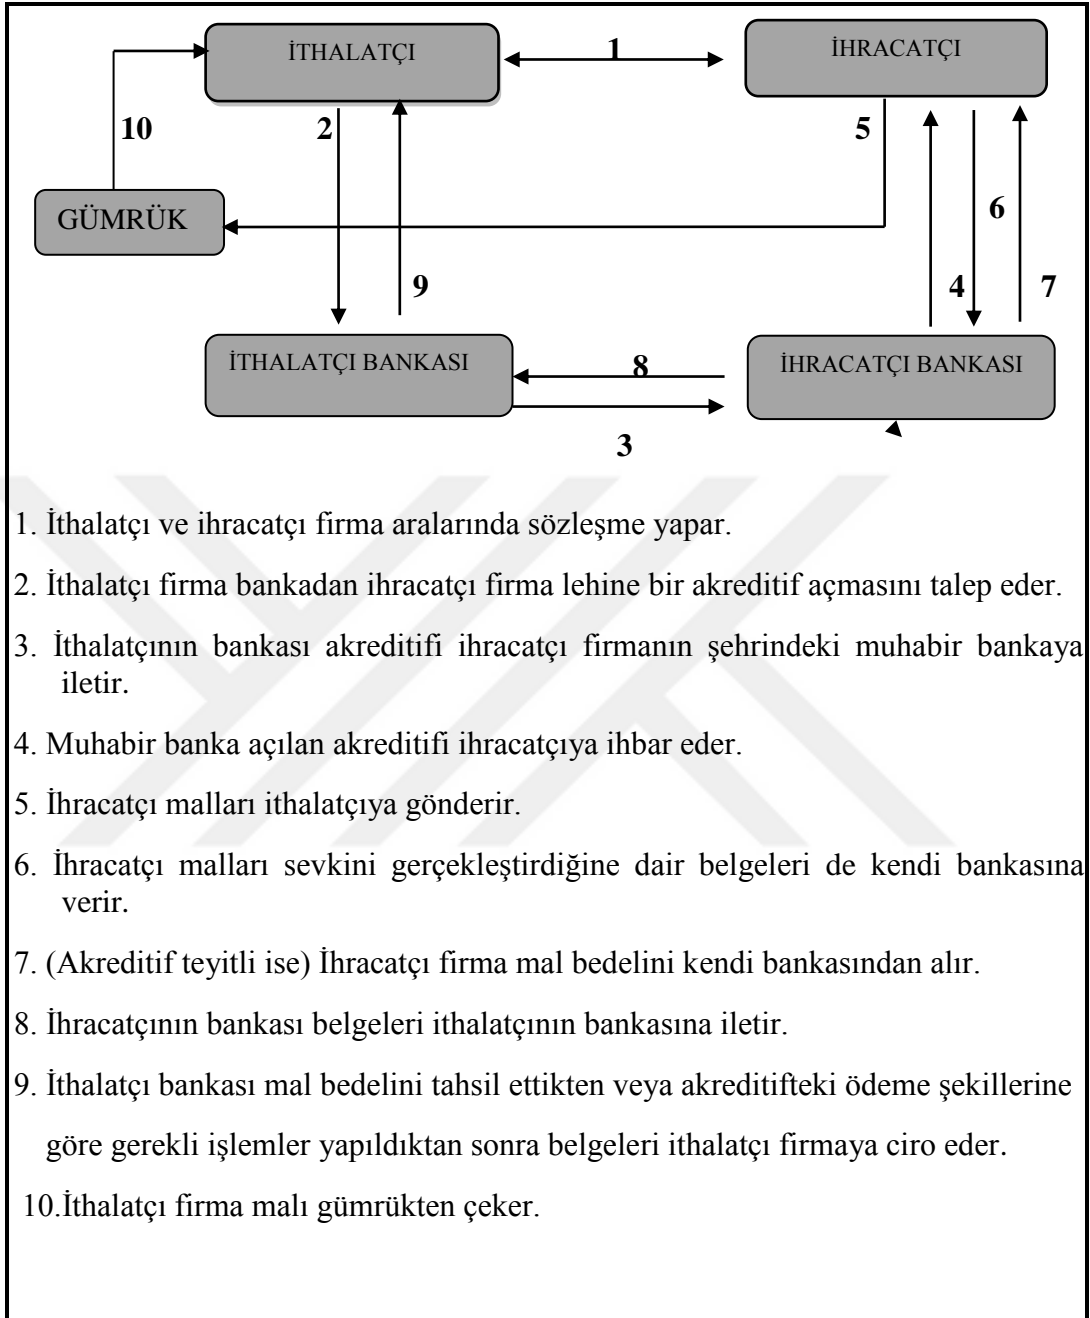 İTHALATÇI
1
İHRACATÇI
10
2
5
GÜMRÜK
6
9
4
7
İTHALATÇI BANKASI
8
İHRACATÇI BANKASI
3
1. İthalatçı ve ihracatçı firma aralarında sözleşme yapar.
2. İthalatçı firma bankadan ihracatçı firma lehine bir akreditif açmasını talep eder.
3. İthalatçının bankası akreditifi ihracatçı firmanın şehrindeki muhabir bankaya
iletir.
4. Muhabir banka açılan akreditifi ihracatçıya ihbar eder.
5. İhracatçı malları ithalatçıya gönderir.
6. İhracatçı malları sevkini gerçekleştirdiğine dair belgeleri de kendi bankasına
verir.
7. (Akreditif teyitli ise) İhracatçı firma mal bedelini kendi bankasından alır.
8. İhracatçının bankası belgeleri ithalatçının bankasına iletir.
9. İthalatçı bankası mal bedelini tahsil ettikten veya akreditifteki ödeme şekillerine
göre gerekli işlemler yapıldıktan sonra belgeleri ithalatçı firmaya ciro eder.
10.İthalatçı firma malı gümrükten çeker.